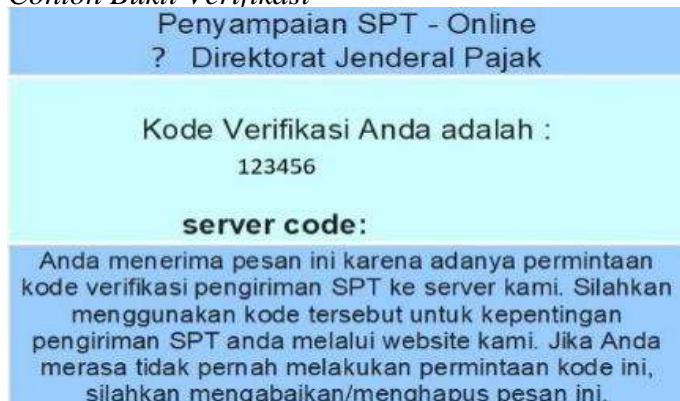 Contoh Bukti Verifikasi
Penyampaian SPT - Online
? Direktorat Jenderal Pajak
Kode Verifikasi Anda adalah :
123456
server code:
Anda menerima pesan ini karena adanya permintaan
kode verifikasi pengiriman SPT ke server kami. Silahkan
menggunakan kode tersebut untuk kepentingan
pengiriman SPT anda melalui website kami. Jika Anda
merasa tidak pernah melakukan permintaan kode ini,
silahkan mengabaikan/menghapus pesan ini.